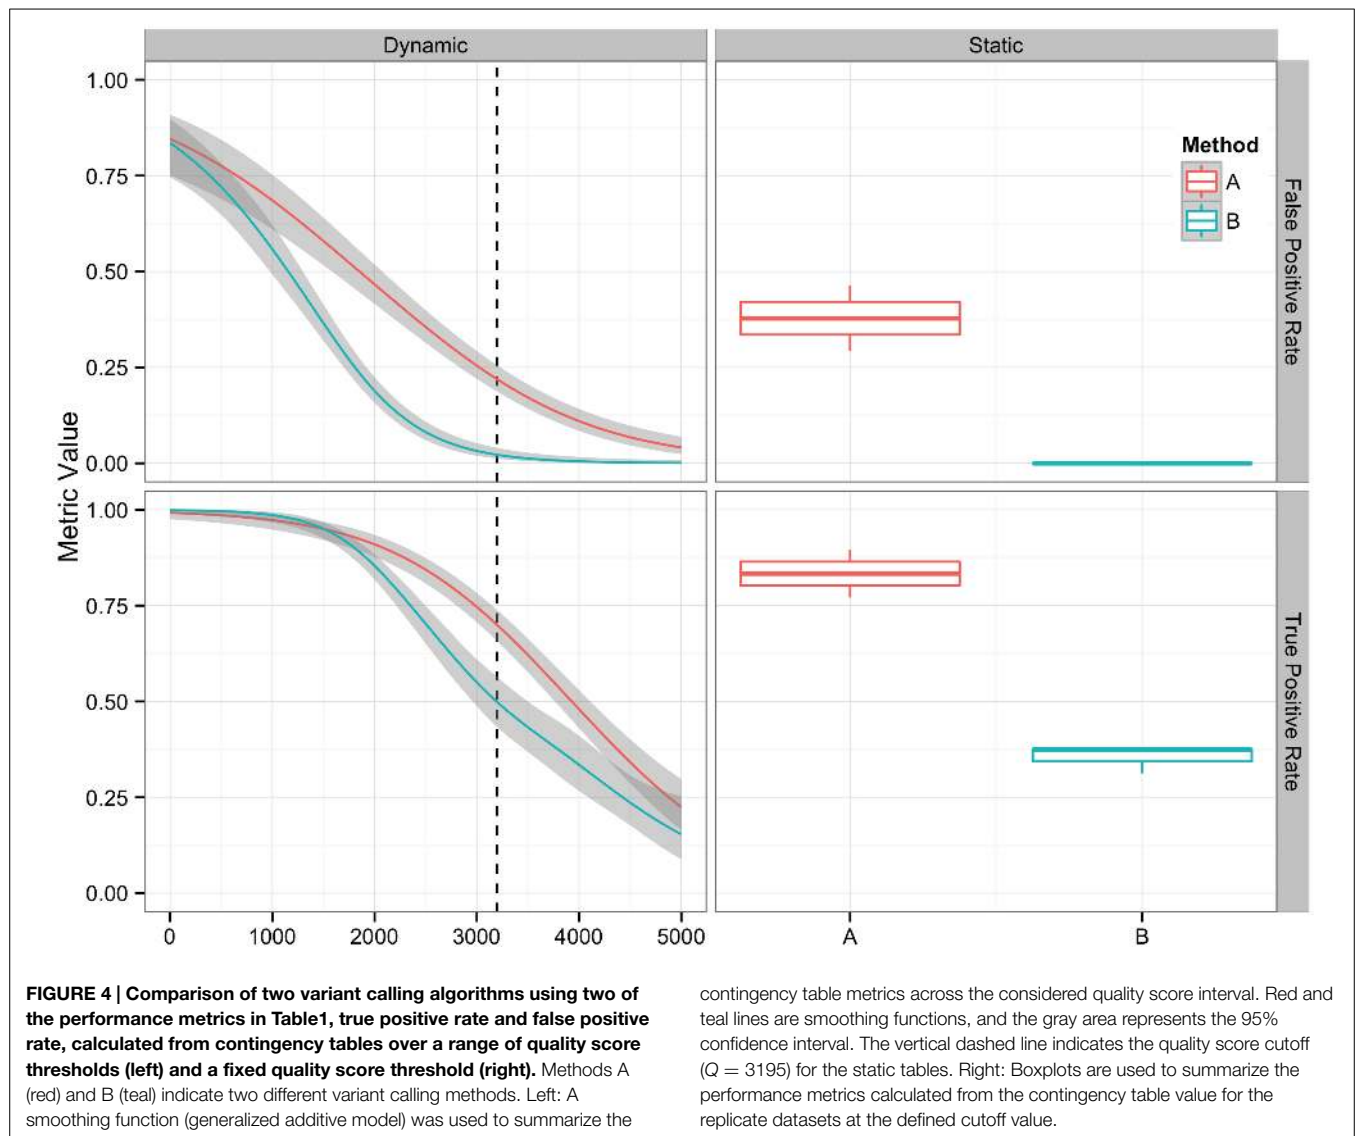 Dynamic
Static
1.00
0.75
0.50
0.25
0.00
Method
A
B
False Positive Rate
Metric Value
1.00
0.75
0.50
0.25
0.00
True Positive Rate
0 1000 2000 3000 4000 5000
A B
FIGURE 4 | Comparison of two variant calling algorithms using two of
the performance metrics in Table1, true positive rate and false positive
rate, calculated from contingency tables over a range of quality score
thresholds (left) and a fixed quality score threshold (right). Methods A
(red) and B (teal) indicate two different variant calling methods. Left: A
smoothing function (generalized additive model) was used to summarize the
contingency table metrics across the considered quality score interval. Red and
teal lines are smoothing functions, and the gray area represents the 95%
confidence interval. The vertical dashed line indicates the quality score cutoff
(Q = 3195) for the static tables. Right: Boxplots are used to summarize the
performance metrics calculated from the contingency table value for the
replicate datasets at the defined cutoff value.